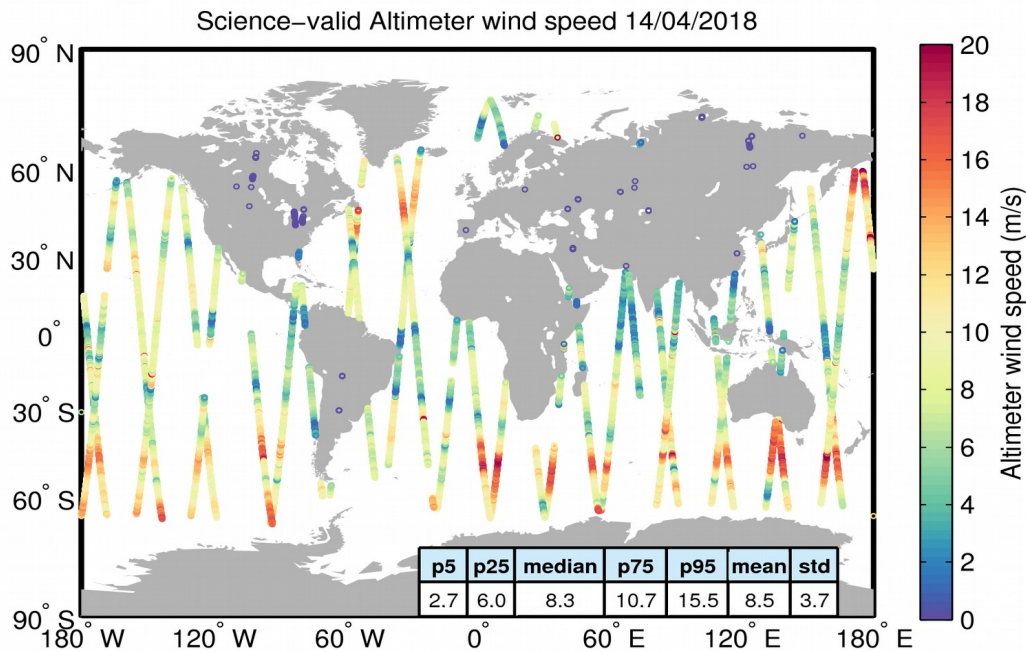 Science−valid Altimeter wind speed 14/04/2018
90° N
60° N
30° N
0°
30° S
60° S
90° S
180° W
120° W
60° W
0°
60° E
120° E
180° E
p5 p25 median p75 p95 mean std
2.7 6.0 8.3 10.7 15.5 8.5 3.7
20
18
16
14
12
10
8
6
4
2
0
Altimeter wind speed (m/s)